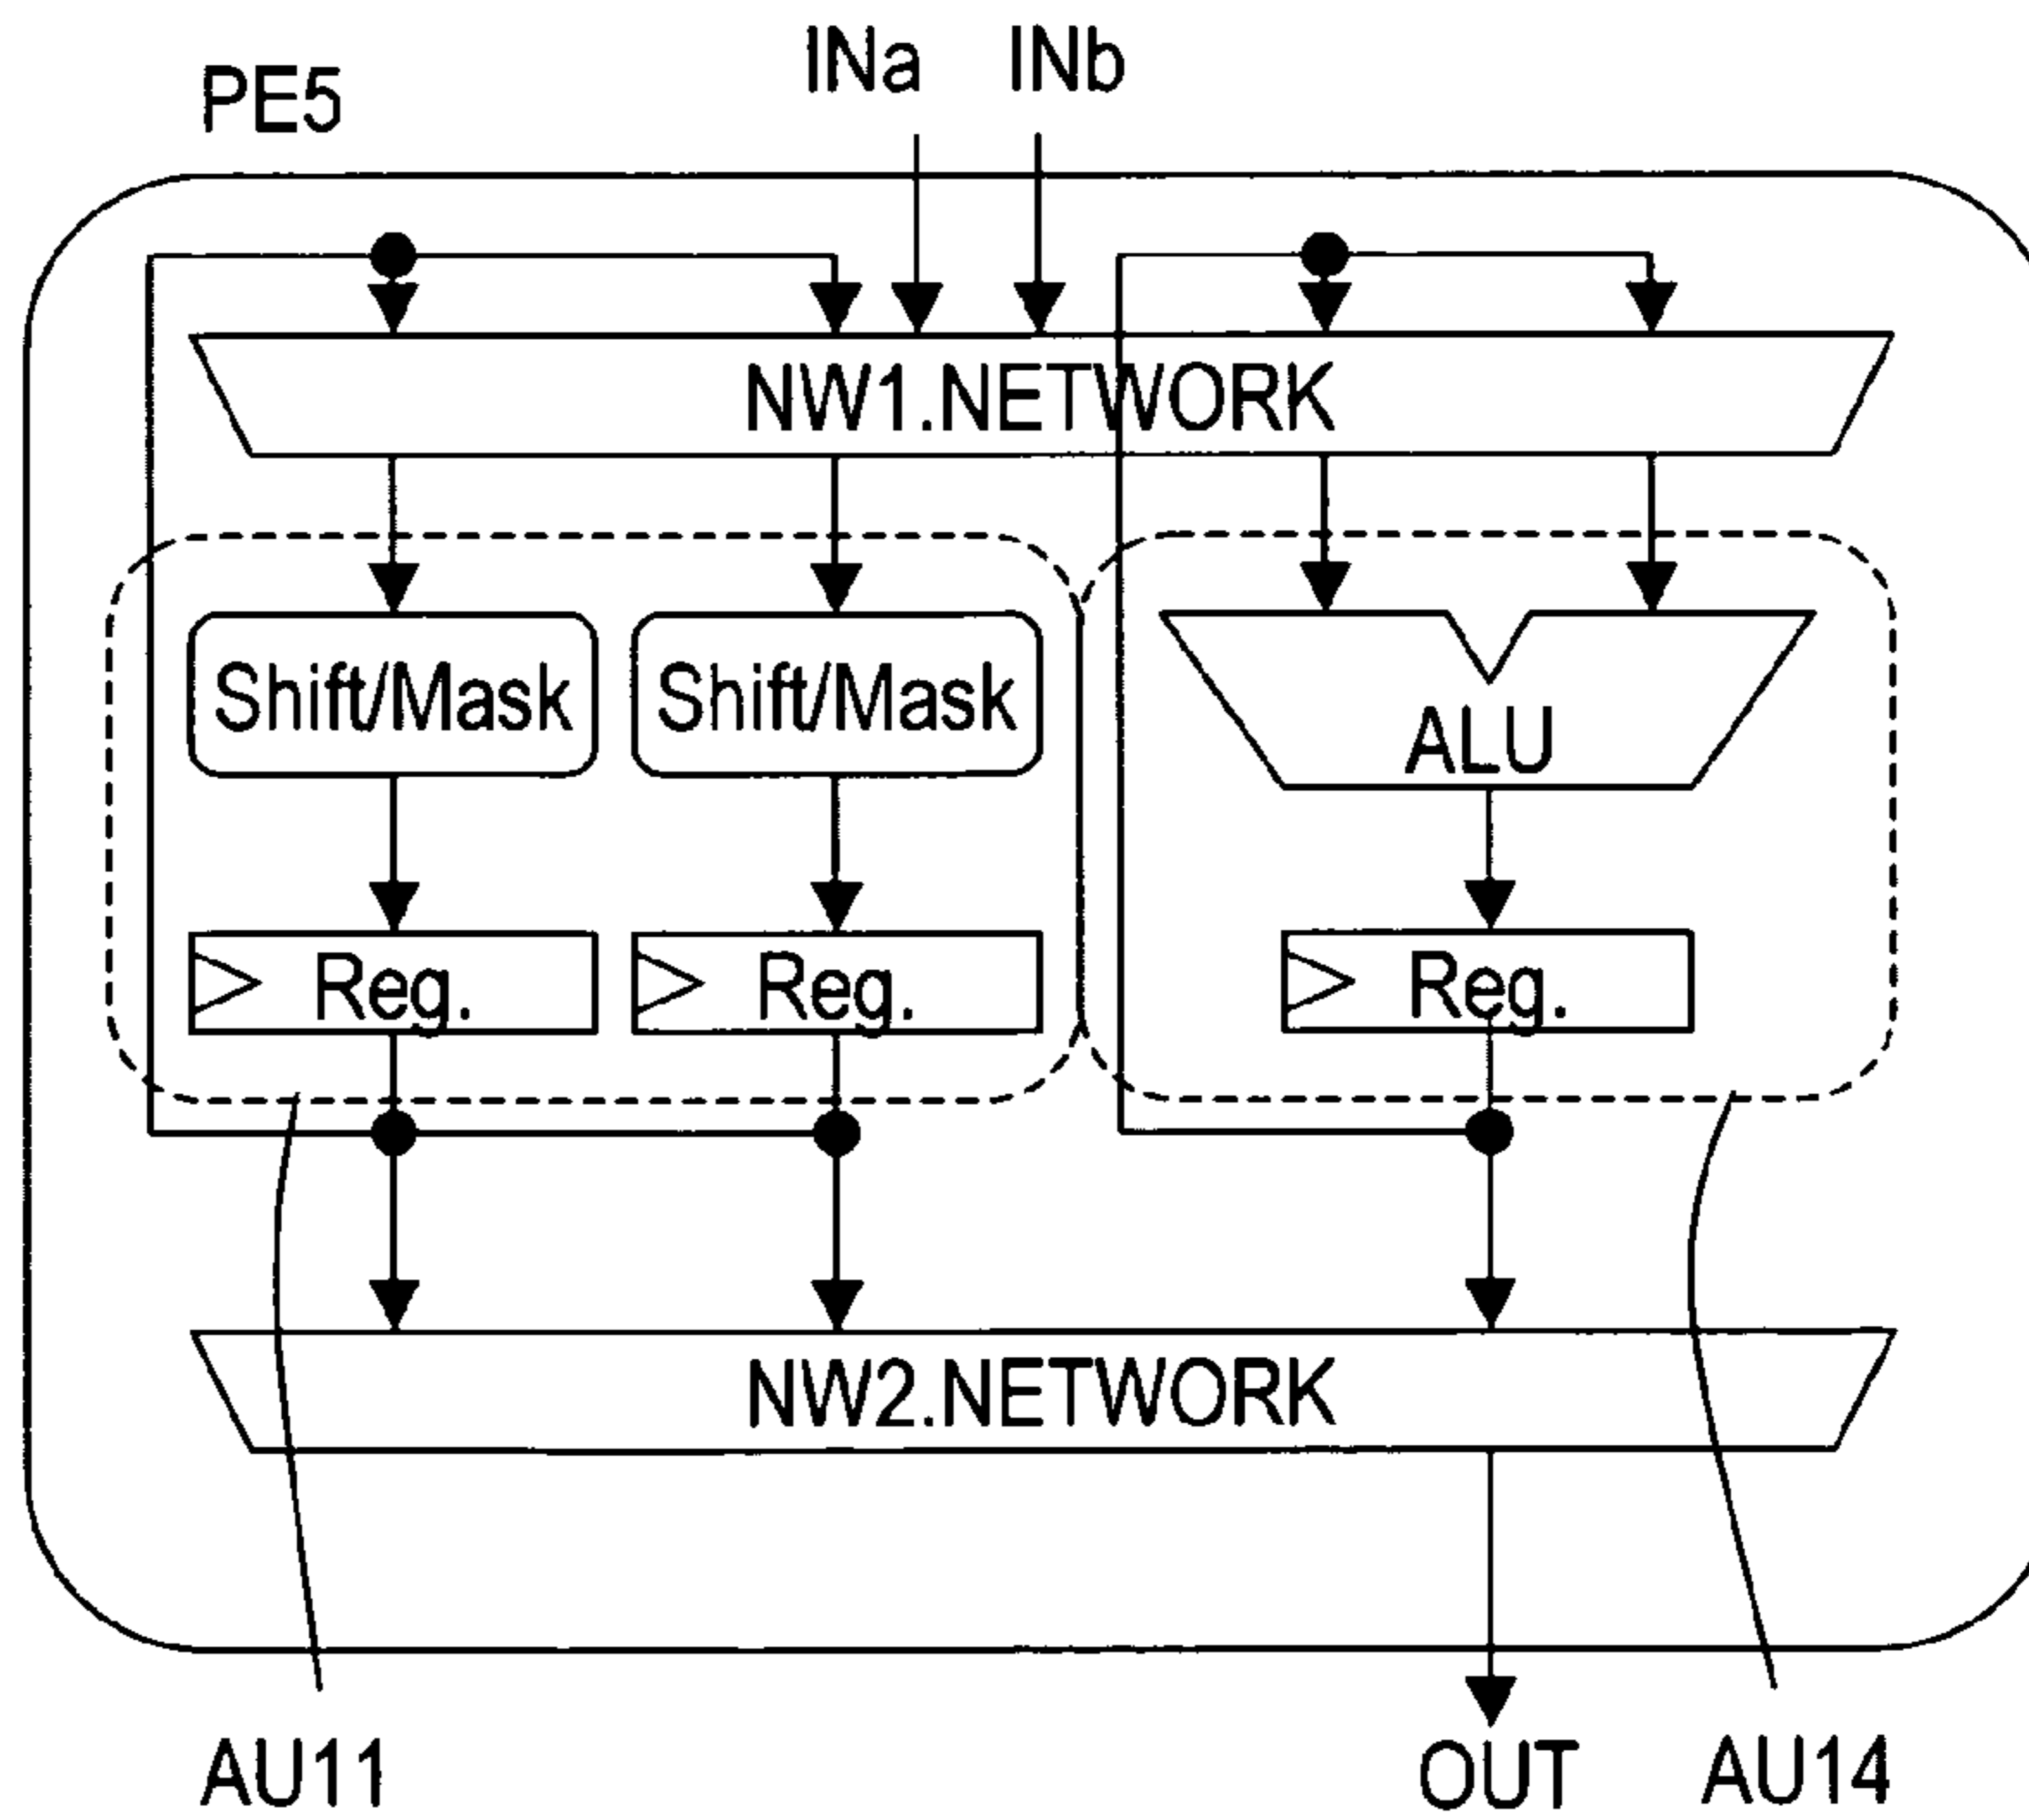 PE5
INa INb
NW1.NETWORK
Shift/Mask Shift/Mask ALU
Reg. Reg. Reg.
NW2.NETWORK
AU11 OUT AU14